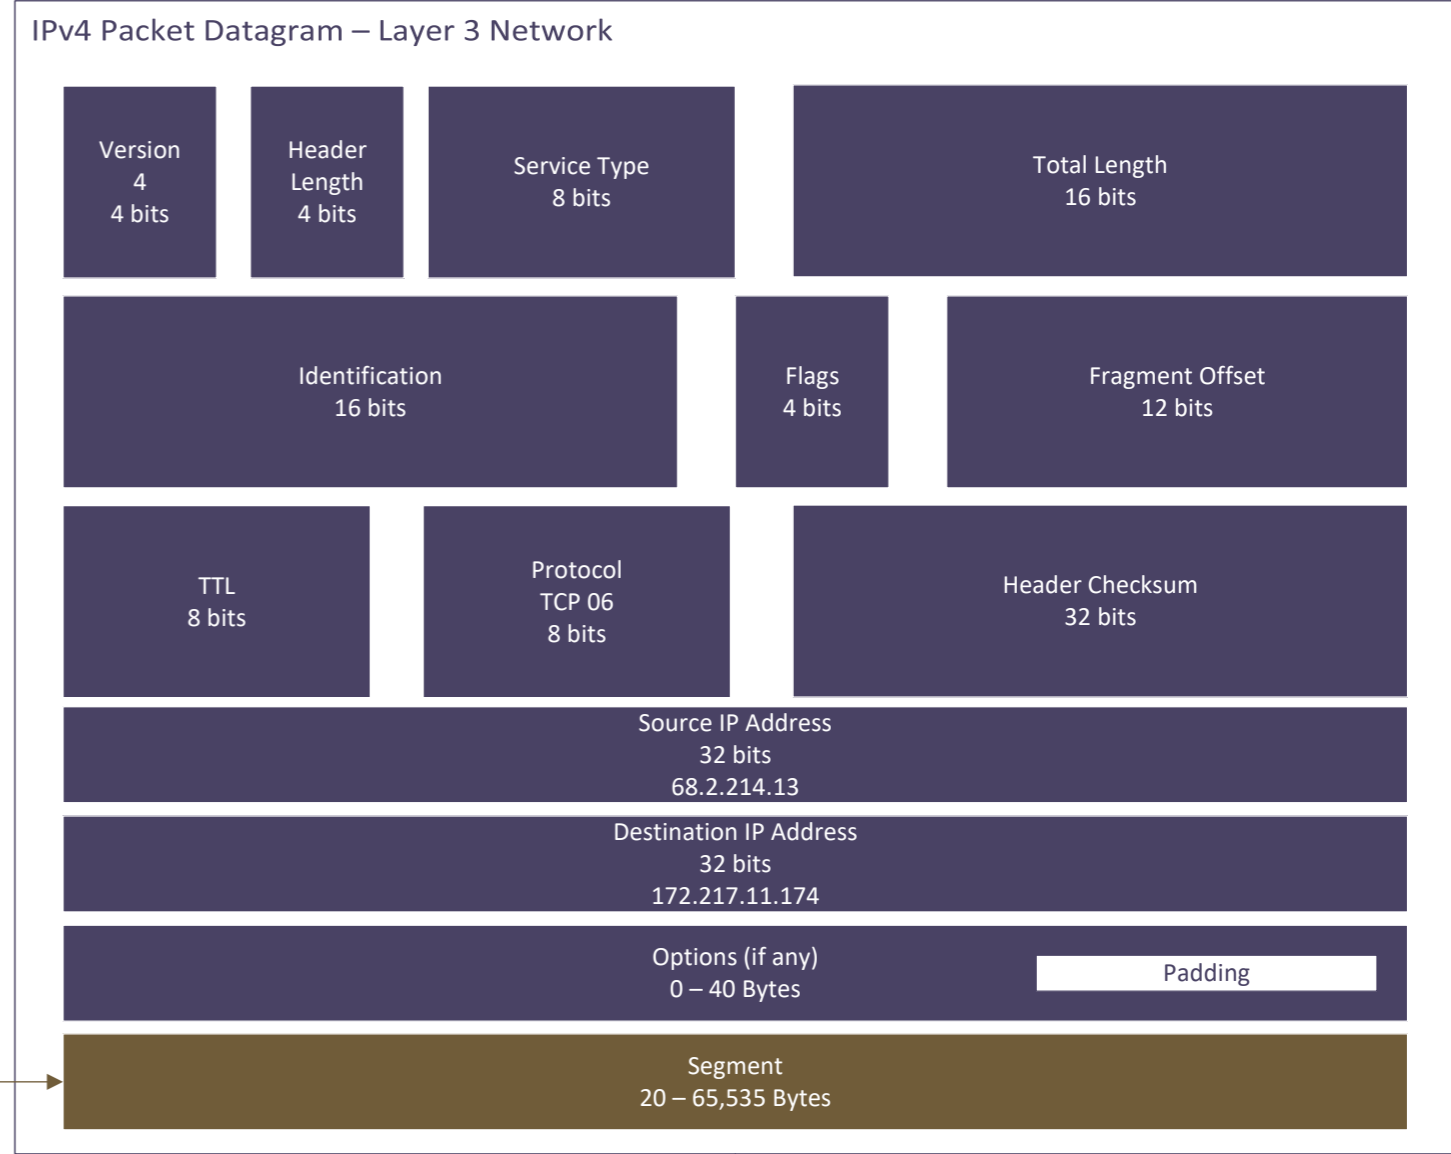 IPv4 Packet Datagram – Layer 3 Network
Version
4
4 bits
Header
Length
4 bits
Service Type
8 bits
Total Length
16 bits
Identification
16 bits
Flags
4 bits
Fragment Offset
12 bits
TTL
8 bits
Protocol
TCP 06
8 bits
Header Checksum
32 bits
Source IP Address
32 bits
68.2.214.13
Destination IP Address
32 bits
172.217.11.174
Options (if any)
0 – 40 Bytes
Padding
Segment
20 – 65,535 Bytes